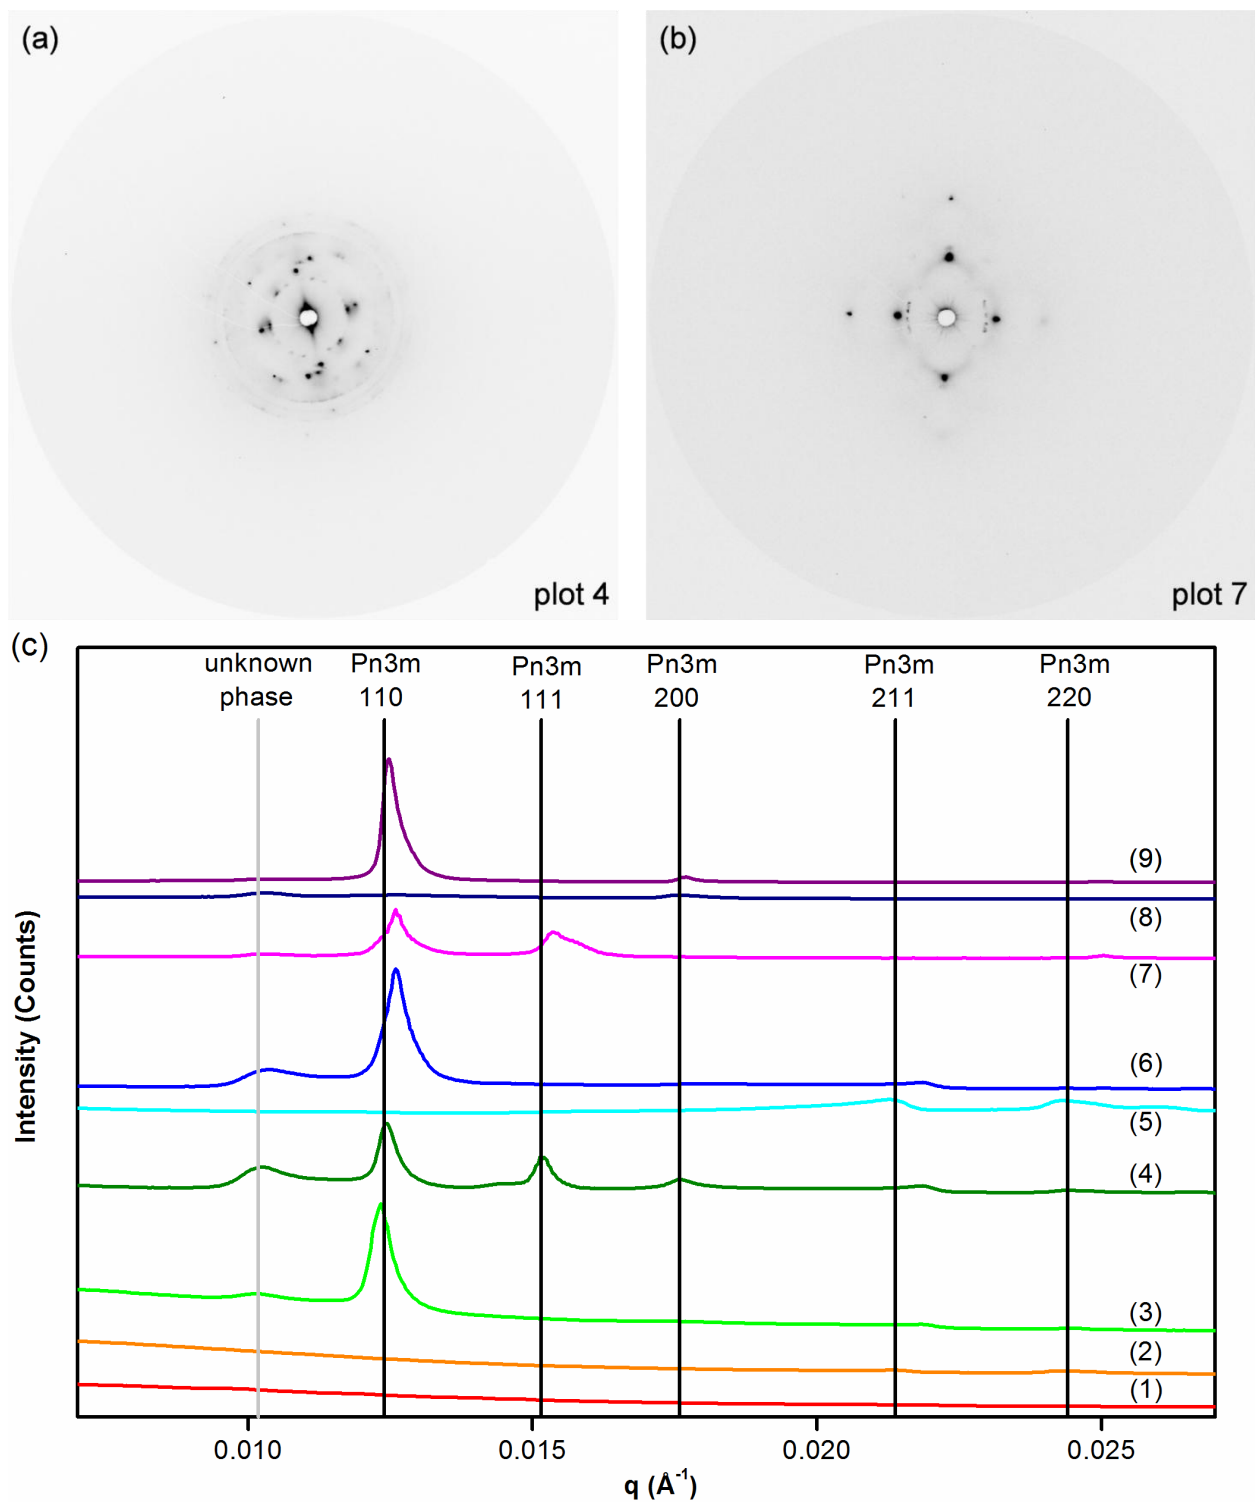 (a)
(b)
plot 4
plot 7
(c)
unknown phase
Pn3m 110
Pn3m 111
Pn3m 200
Pn3m 211
Pn3m 220
(9)
(8)
(7)
(6)
(5)
(4)
(3)
(2)
(1)
Intensity (Counts)
0.010
0.015
0.020
0.025
q (Å⁻¹)